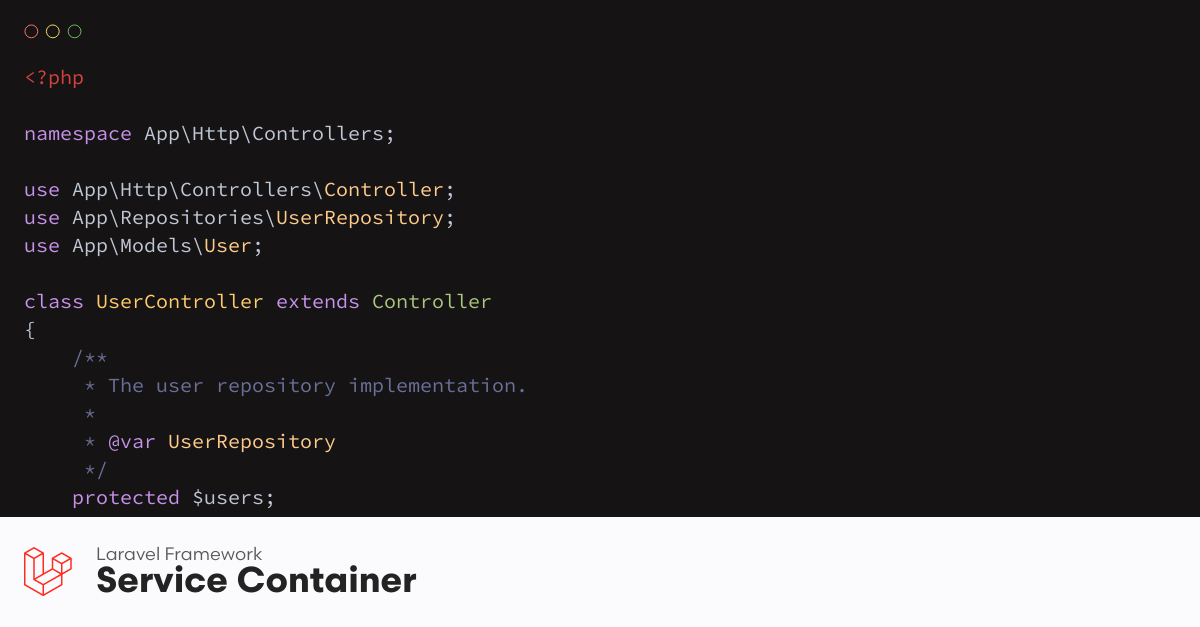 <?php
namespace App\Http\Controllers;
use App\Http\Controllers\Controller;
use App\Repositories\UserRepository;
use App\Models\User;
class UserController extends Controller
{
/**
* The user repository implementation.
*
* @var UserRepository
*/
protected $users;
Laravel Framework
Service Container